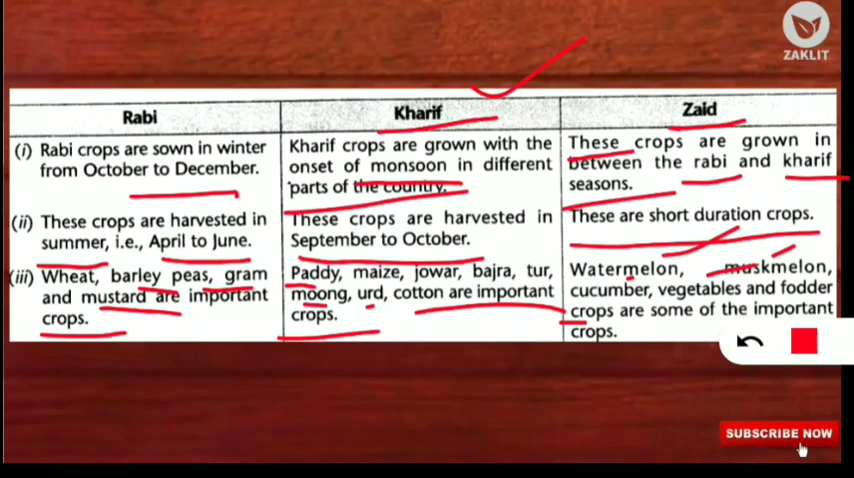 ZAKLIT
Rabi
Kharif
Zaid
(i) Rabi crops are sown in winter
from October to December.
Kharif crops are grown with the
onset of monsoon in different
parts of the country.
These crops are grown in
between the rabi and kharif
seasons.
(ii) These crops are harvested in
summer, i.e., April to June.
These crops are harvested in
September to October.
These are short duration crops.
(iii) Wheat, barley peas, gram
and mustard are important
crops.
Paddy, maize, jowar, bajra, tur,
moong, urd, cotton are important
crops.
Watermelon, muskmelon,
cucumber, vegetables and fodder
crops are some of the important
crops.
SUBSCRIBE NOW